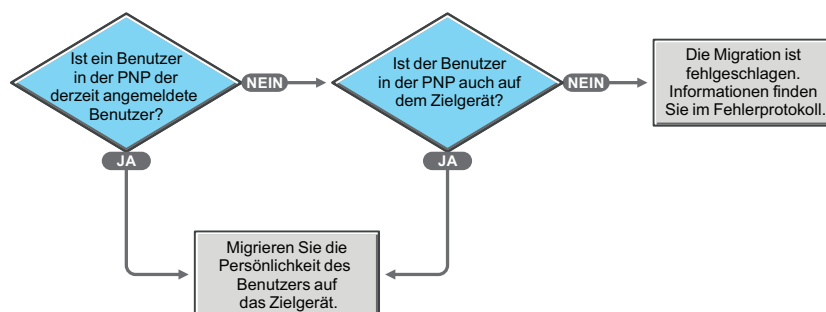 Ist ein Benutzer
in der PNP der
derzeit angemeldete
Benutzer?
NEIN
Ist der Benutzer
in der PNP auch auf
dem Zielgerät?
NEIN
Die Migration ist
fehlgeschlagen.
Informationen finden
Sie im Fehlerprotokoll.
JA
JA
Migrieren Sie die
Persönlichkeit des
Benutzers auf
das Zielgerät.